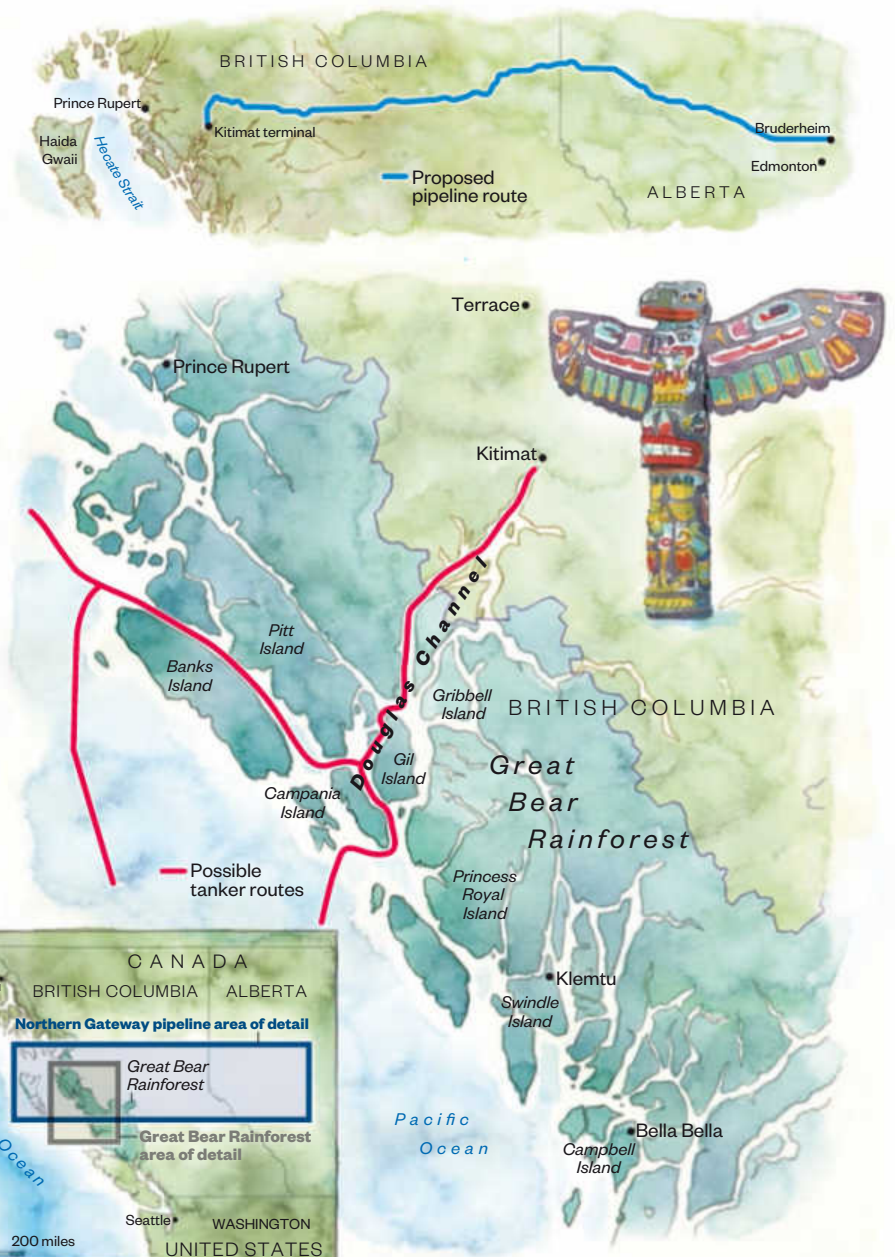 BRITISH COLUMBIA
Prince Rupert
Kitimat terminal
Haida
Gwaii
Hecate Strait
Bruderheim
Edmonton
Proposed
pipeline route
ALBERTA
Terrace
Prince Rupert
Kitimat
Douglas Channel
Pitt
Island
Banks
Island
Gribbell
Island
BRITISH COLUMBIA
Gil
Island
Great
Bear
Rainforest
Campania
Island
Possible
tanker routes
Princess
Royal
Island
Klemtu
Swindle
Island
Pacific
Ocean
Bella Bella
Campbell
Island
CANADA
BRITISH COLUMBIA ALBERTA
Northern Gateway pipeline area of detail
Great Bear
Rainforest
Great Bear Rainforest
area of detail
Ocean
Seattle
WASHINGTON
200 miles
UNITED STATES